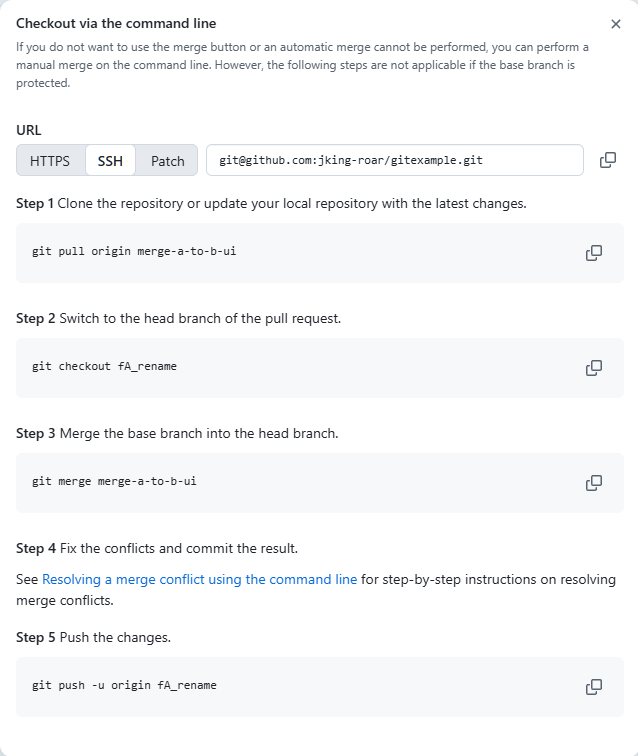 Checkout via the command line
If you do not want to use the merge button or an automatic merge cannot be performed, you can perform a
manual merge on the command line. However, the following steps are not applicable if the base branch is
protected.
URL
HTTPS SSH Patch git@github.com:jking-roar/gitexample.git
Step 1 Clone the repository or update your local repository with the latest changes.
git pull origin merge-a-to-b-ui
Step 2 Switch to the head branch of the pull request.
git checkout fA_rename
Step 3 Merge the base branch into the head branch.
git merge merge-a-to-b-ui
Step 4 Fix the conflicts and commit the result.
See Resolving a merge conflict using the command line for step-by-step instructions on resolving
merge conflicts.
Step 5 Push the changes.
git push -u origin fA_rename